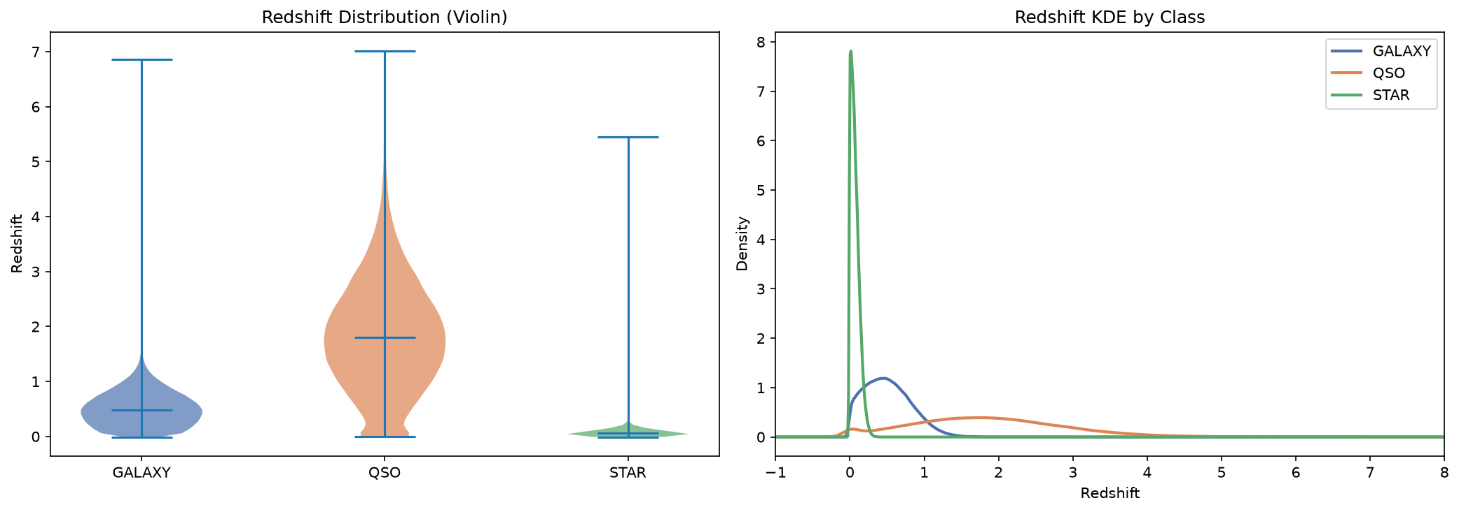 Redshift Distribution (Violin)
Redshift
7
6
5
4
3
2
1
0
GALAXY QSO STAR
Redshift KDE by Class
Density
8
7
6
5
4
3
2
1
0
GALAXY
QSO
STAR
−1 0 1 2 3 4 5 6 7 8
Redshift